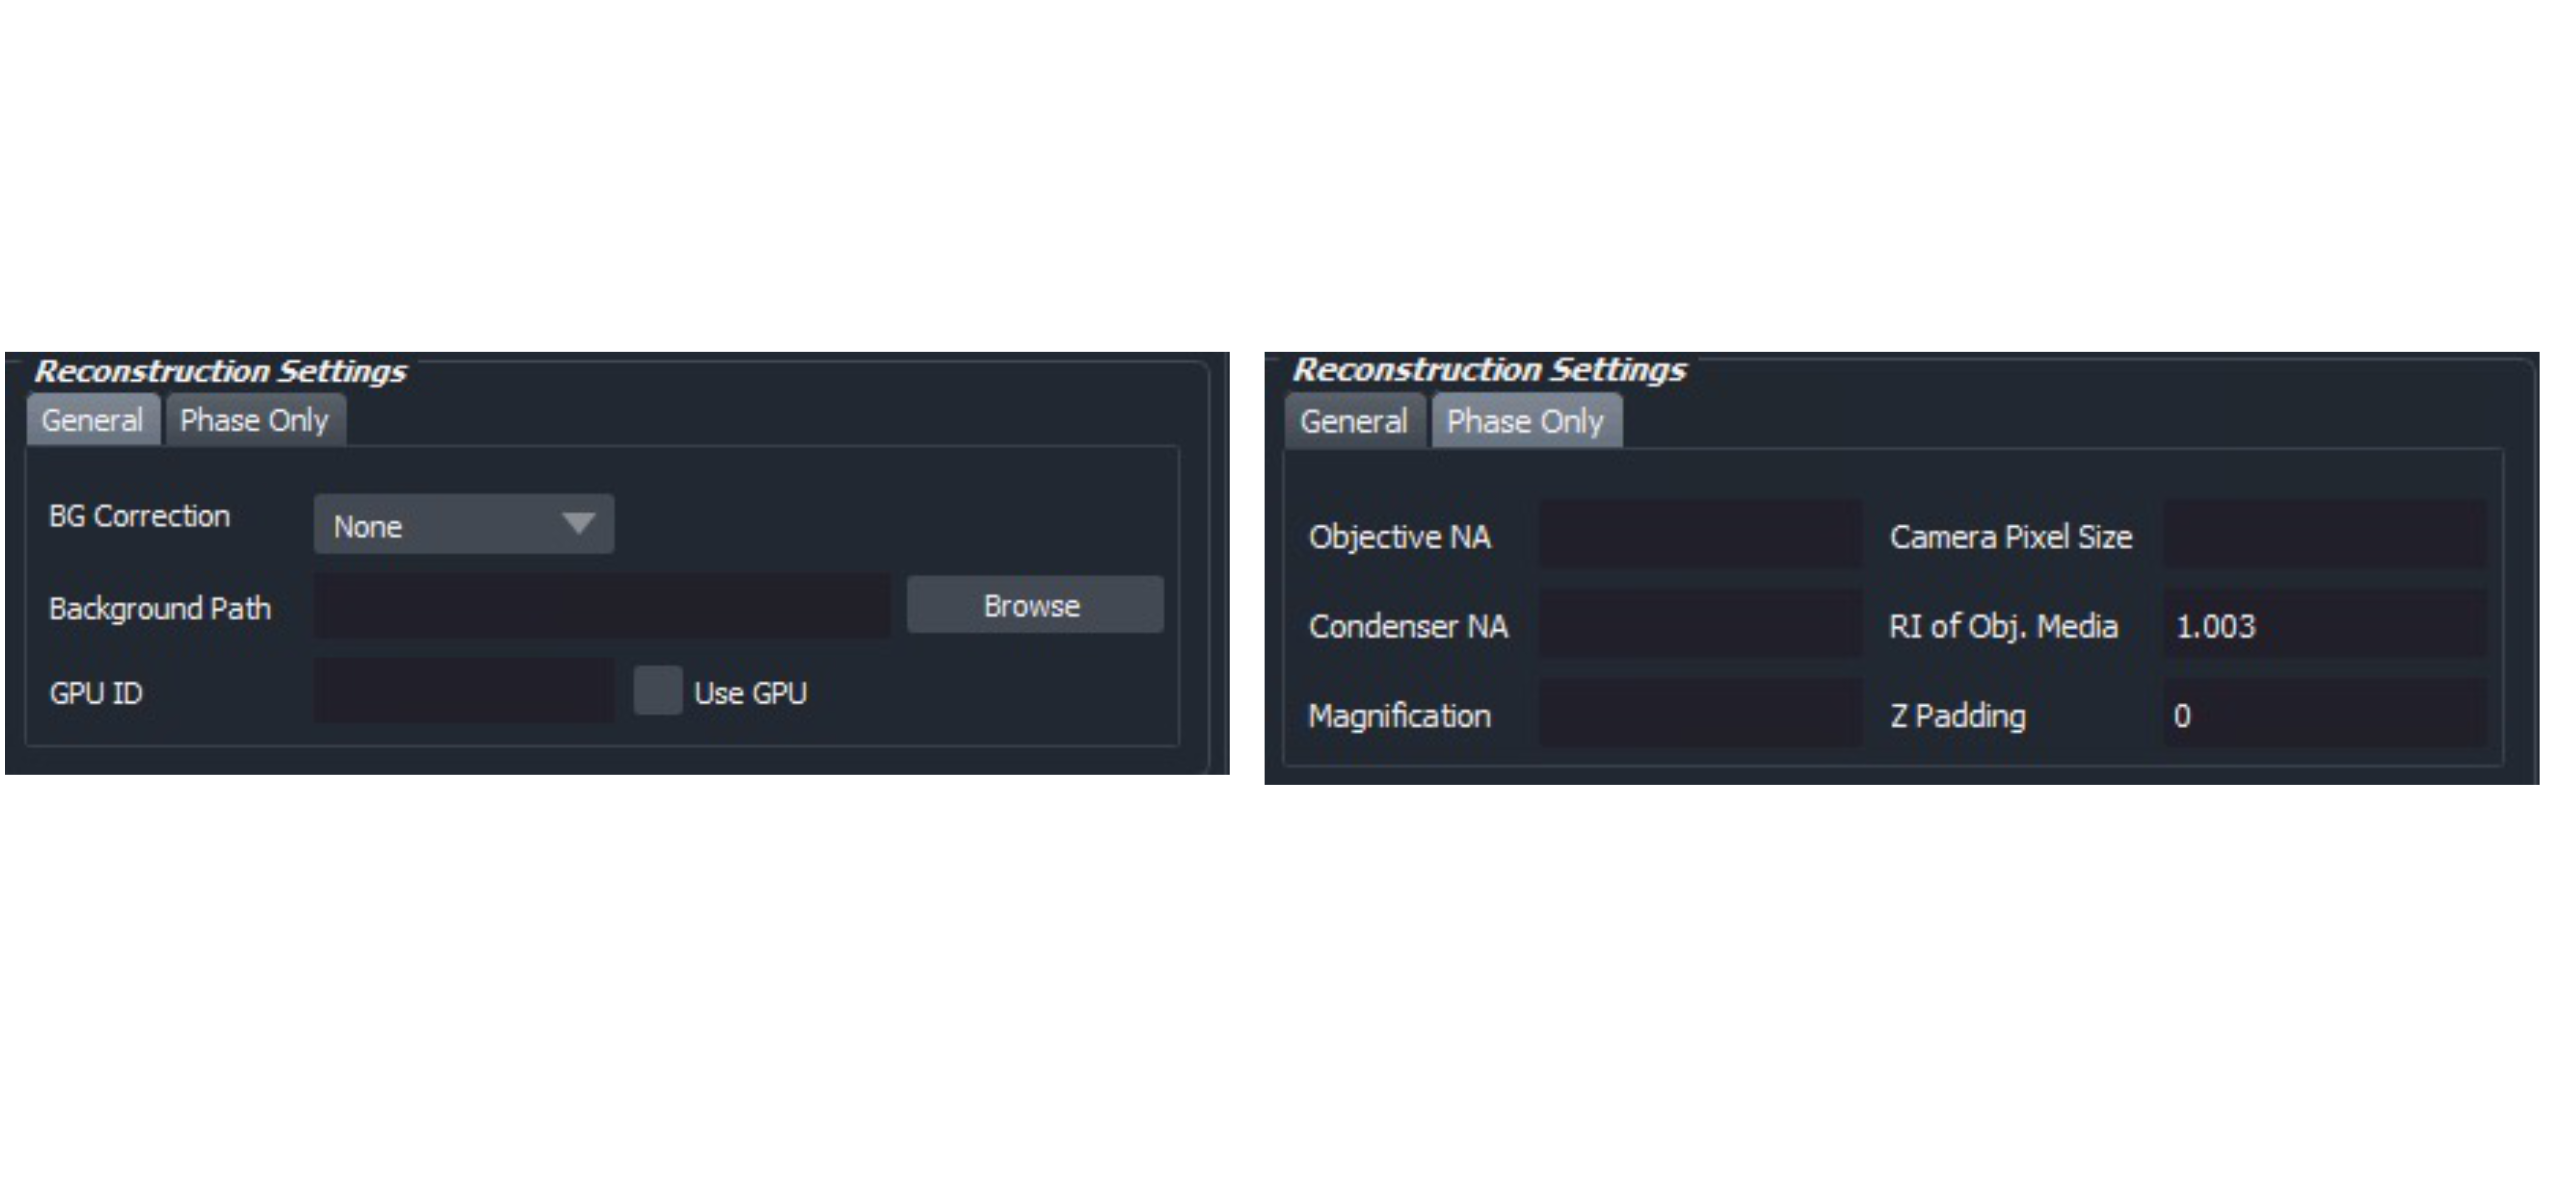 Reconstruction Settings
General Phase Only
BG Correction None
Background Path Browse
GPU ID Use GPU
Reconstruction Settings
General Phase Only
Objective NA Camera Pixel Size
Condenser NA RI of Obj. Media 1.003
Magnification Z Padding 0